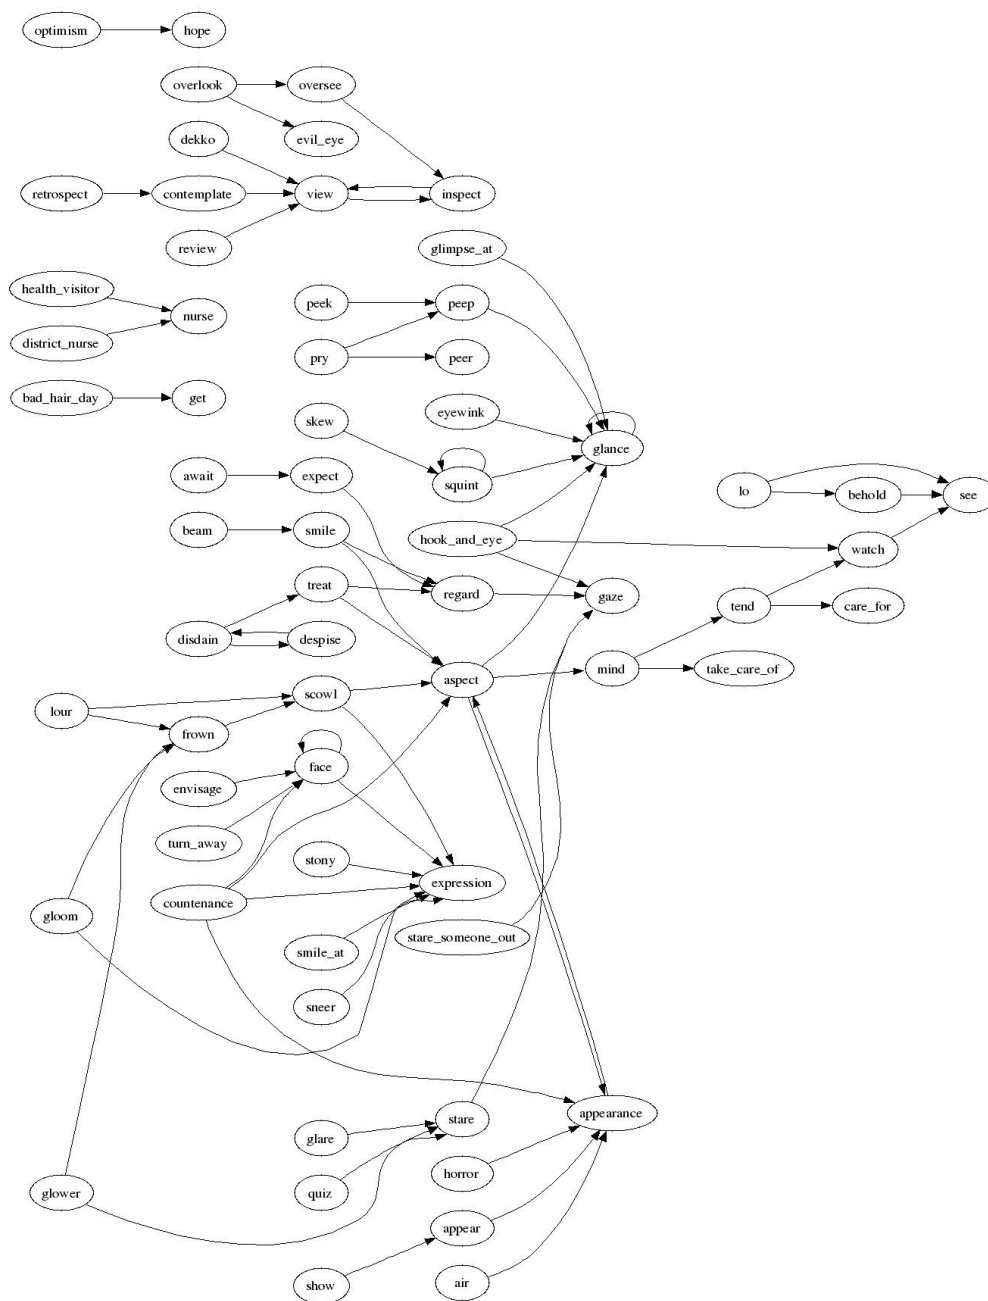 optimism
hope
overlook
oversee
dekko
evil_eye
retrospect
contemplate
view
inspect
review
glimpse_at
health_visitor
nurse
peek
peep
district_nurse
pry
peer
bad_hair_day
get
eyewink
skew
glance
await
expect
squint
lo
behold
see
beam
smile
hook_and_eye
watch
treat
regard
gaze
tend
care_for
disdain
despise
aspect
mind
take_care_of
lour
scowl
frown
face
envisage
turn_away
stony
expression
countenance
gloom
stare_someone_out
smile_at
sneer
appearance
stare
glare
horror
glower
quiz
appear
show
air